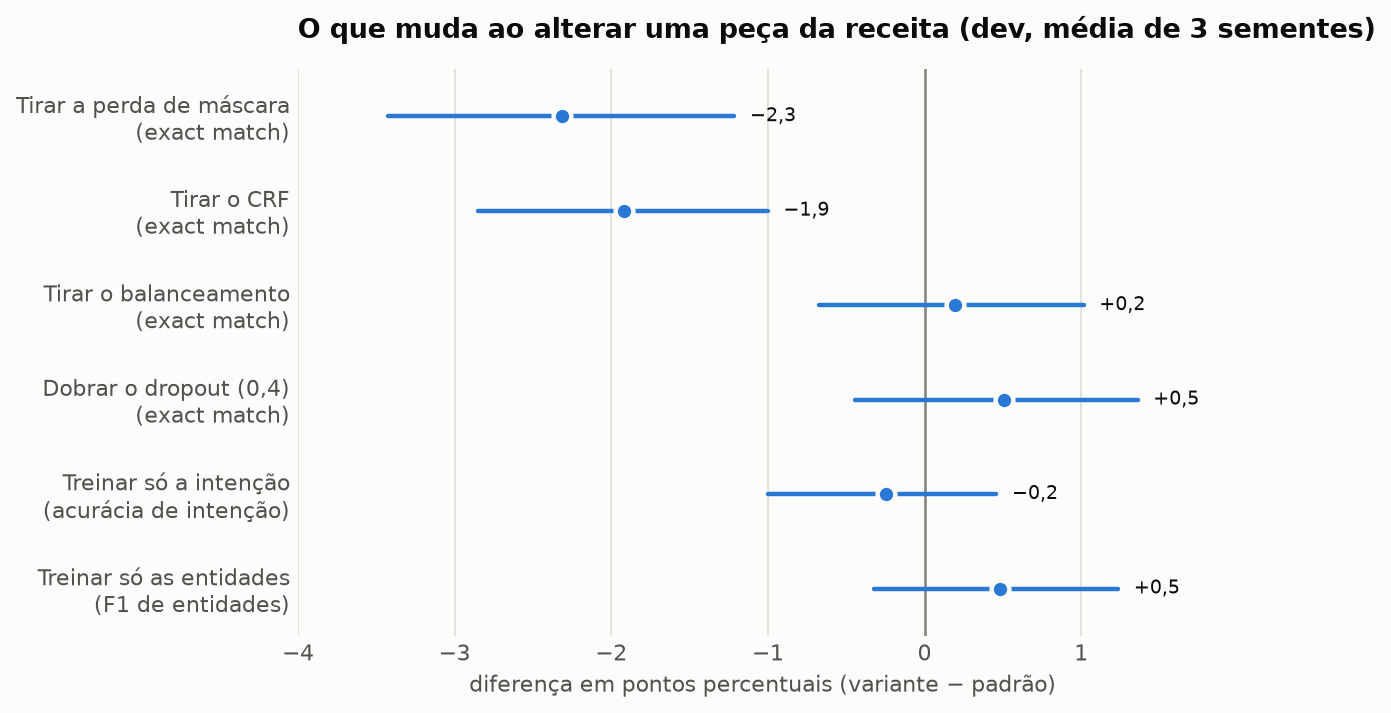 O que muda ao alterar uma peça da receita (dev, média de 3 sementes)
Tirar a perda de máscara
(exact match)
−2,3
Tirar o CRF
(exact match)
−1,9
Tirar o balanceamento
(exact match)
+0,2
Dobrar o dropout (0,4)
(exact match)
+0,5
Treinar só a intenção
(acurácia de intenção)
−0,2
Treinar só as entidades
(F1 de entidades)
+0,5
−4 −3 −2 −1 0 1
diferença em pontos percentuais (variante − padrão)